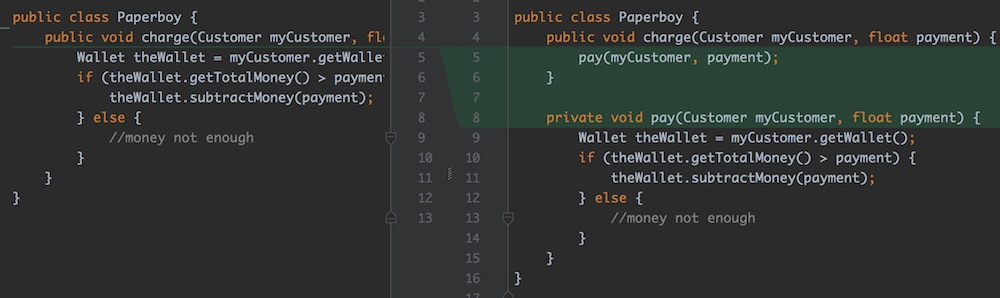 public class Paperboy {
public void charge(Customer myCustomer, fl
Wallet theWallet = myCustomer.getWalle
if (theWallet.getTotalMoney() > paymen
theWallet.subtractMoney(payment);
} else {
//money not enough
}
}
}
3 3
4 4
5 5
6 6
7 7
8 8
9 9
10 10
11 11
12 12
13 13
14
15
16
17
public class Paperboy {
public void charge(Customer myCustomer, float payment) {
pay(myCustomer, payment);
}
private void pay(Customer myCustomer, float payment) {
Wallet theWallet = myCustomer.getWallet();
if (theWallet.getTotalMoney() > payment) {
theWallet.subtractMoney(payment);
} else {
//money not enough
}
}
}